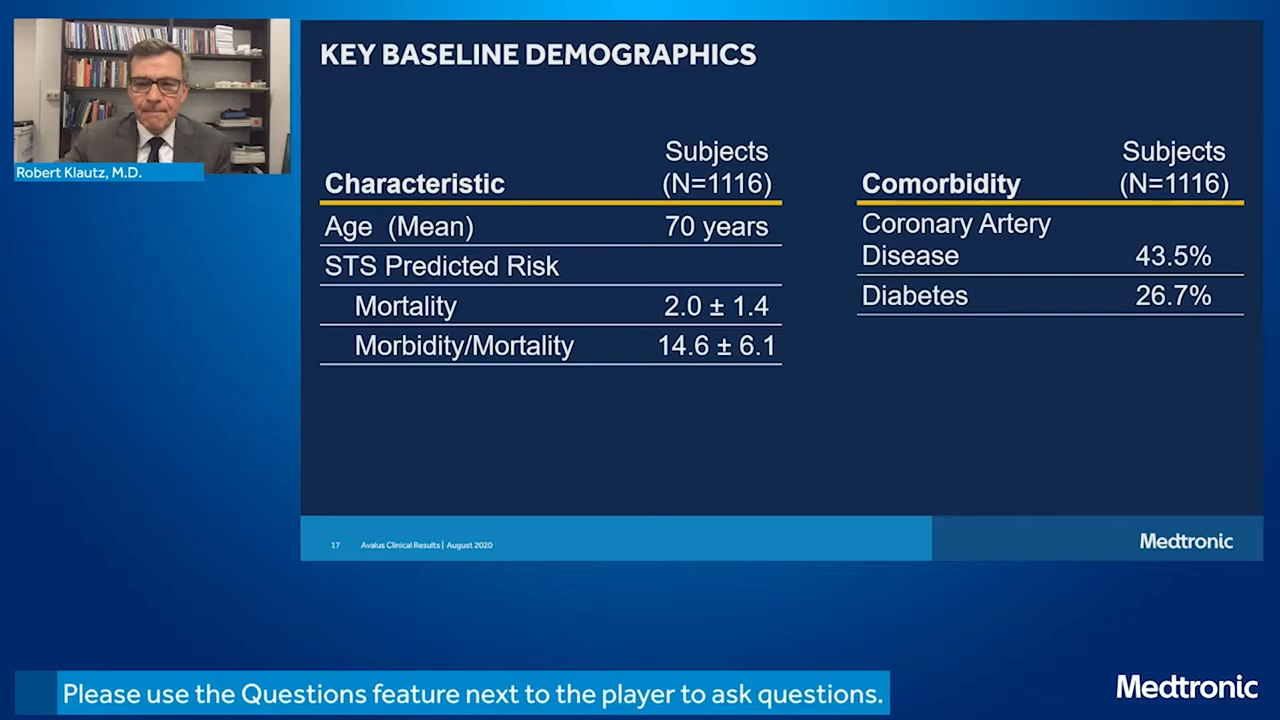 Robert Klautz, M.D.
KEY BASELINE DEMOGRAPHICS
Subjects
Characteristic (N=1116)
Age (Mean) 70 years
STS Predicted Risk
Mortality 2.0 ± 1.4
Morbidity/Mortality 14.6 ± 6.1
Subjects
Comorbidity (N=1116)
Coronary Artery
Disease 43.5%
Diabetes 26.7%
17 Avalus Clinical Results | August 2020
Medtronic
Please use the Questions feature next to the player to ask questions.
Medtronic